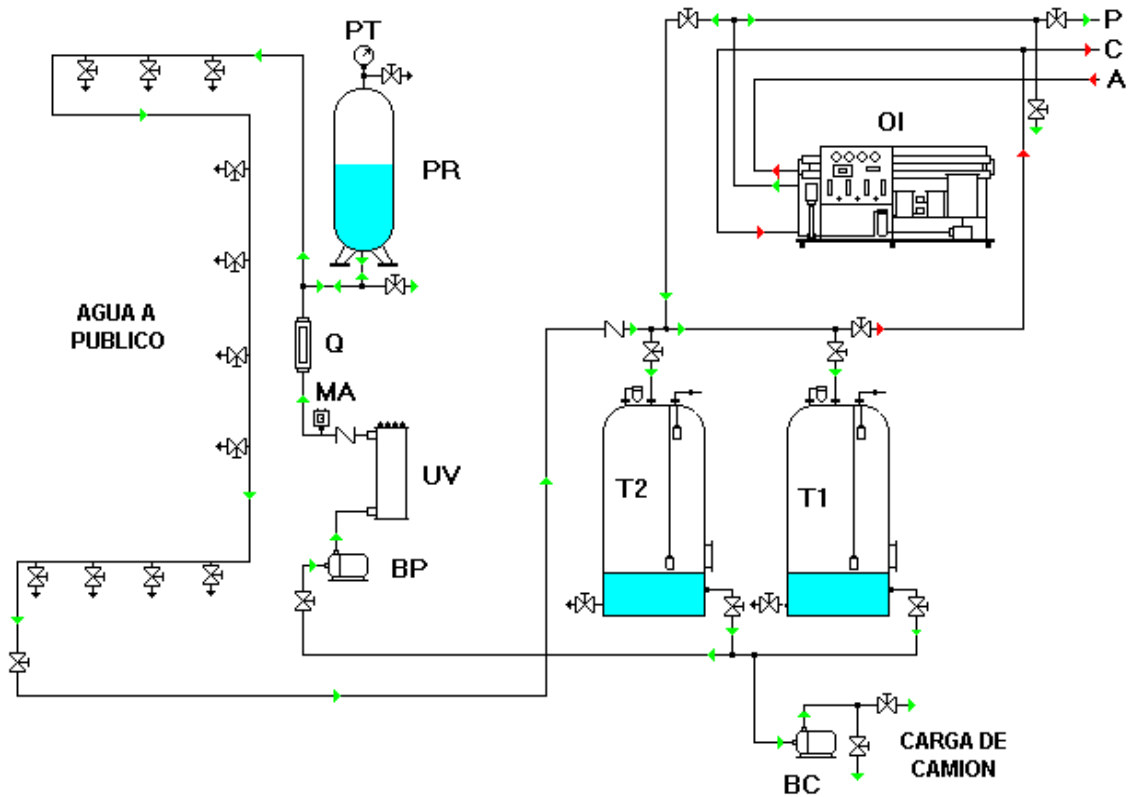 PT
P
C
A
OI
PR
AGUA A
PUBLICO
Q
MA
UV
T2
T1
BP
BC
CARGA DE
CAMION